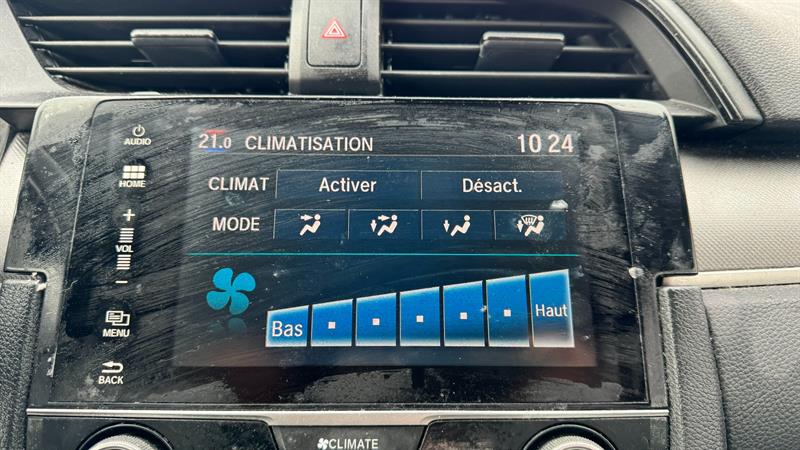 AUDIO
HOME
+
VOL
–
MENU
BACK
21.0 CLIMATISATION 10 24
CLIMAT Activer Désact.
MODE
Bas Haut
CLIMATE